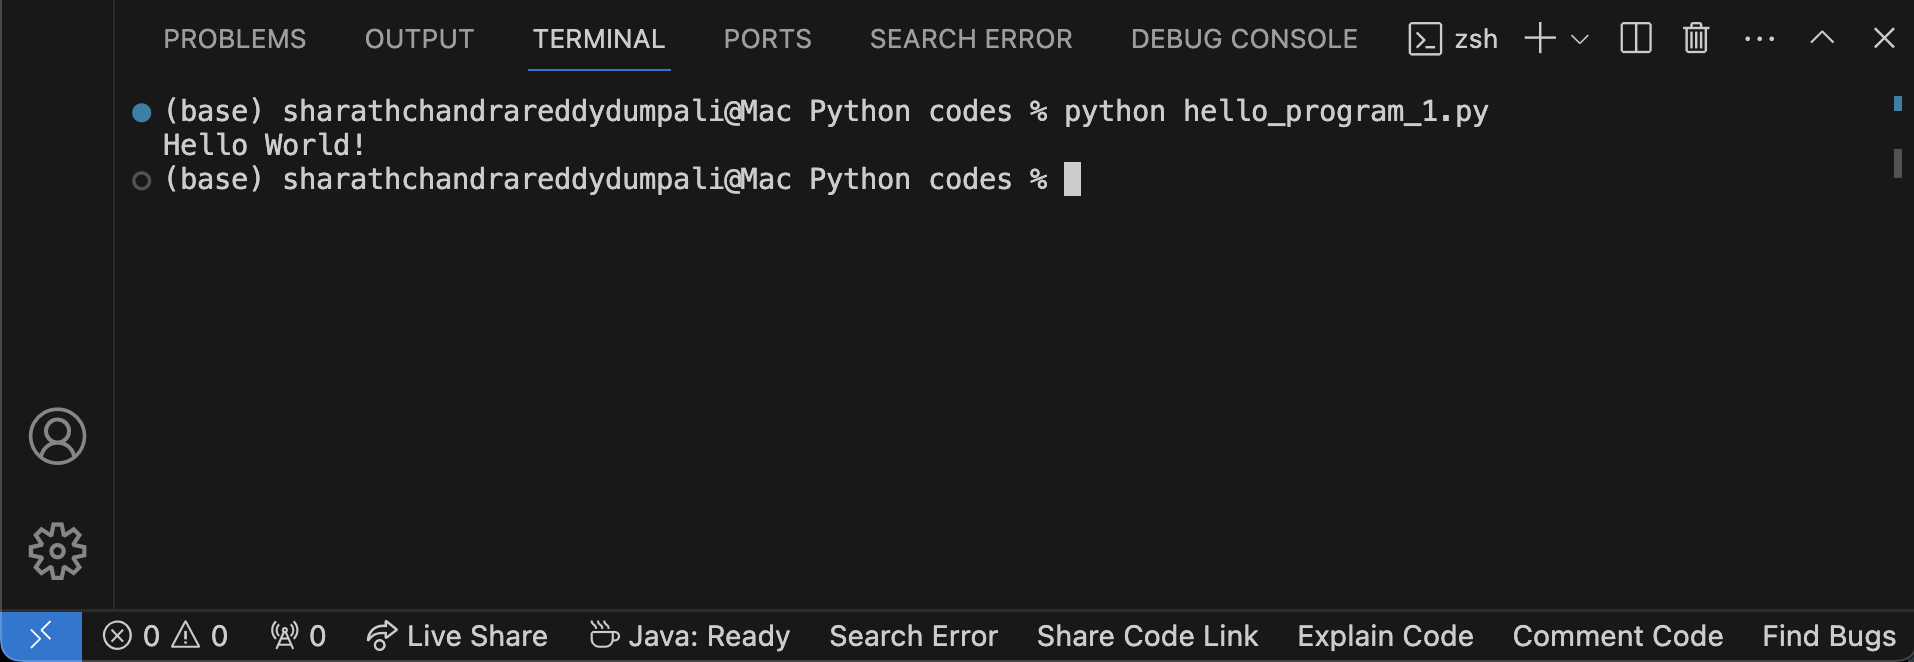 PROBLEMS OUTPUT TERMINAL PORTS SEARCH ERROR DEBUG CONSOLE zsh
(base) sharathchandrareddydumpali@Mac Python codes % python hello_program_1.py
Hello World!
(base) sharathchandrareddydumpali@Mac Python codes %
0 0 0 Live Share Java: Ready Search Error Share Code Link Explain Code Comment Code Find Bugs